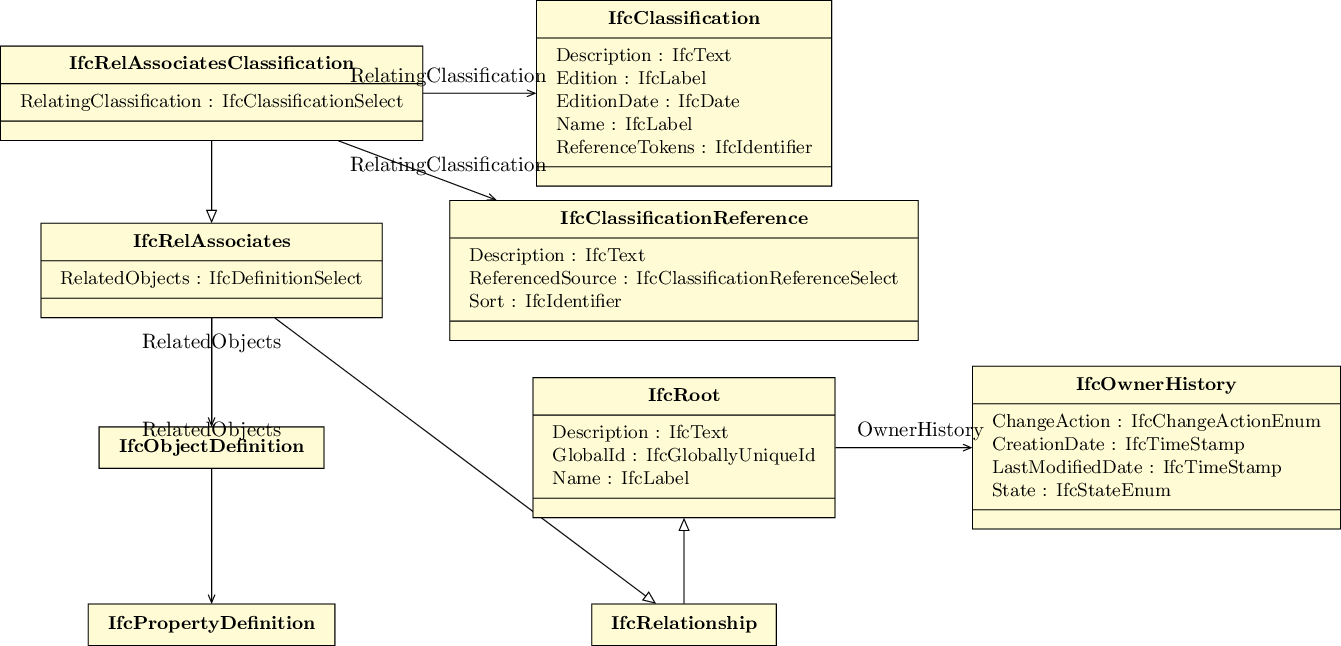 IfcRelAssociatesClassification
RelatingClassification : IfcClassificationSelect
RelatingClassification
IfcClassification
Description : IfcText
Edition : IfcLabel
EditionDate : IfcDate
Name : IfcLabel
ReferenceTokens : IfcIdentifier
RelatingClassification
IfcClassificationReference
Description : IfcText
ReferencedSource : IfcClassificationReferenceSelect
Sort : IfcIdentifier
IfcRelAssociates
RelatedObjects : IfcDefinitionSelect
RelatedObjects
RelatedObjects
IfcObjectDefinition
IfcRoot
Description : IfcText
GlobalId : IfcGloballyUniqueId
Name : IfcLabel
OwnerHistory
IfcOwnerHistory
ChangeAction : IfcChangeActionEnum
CreationDate : IfcTimeStamp
LastModifiedDate : IfcTimeStamp
State : IfcStateEnum
IfcPropertyDefinition
IfcRelationship